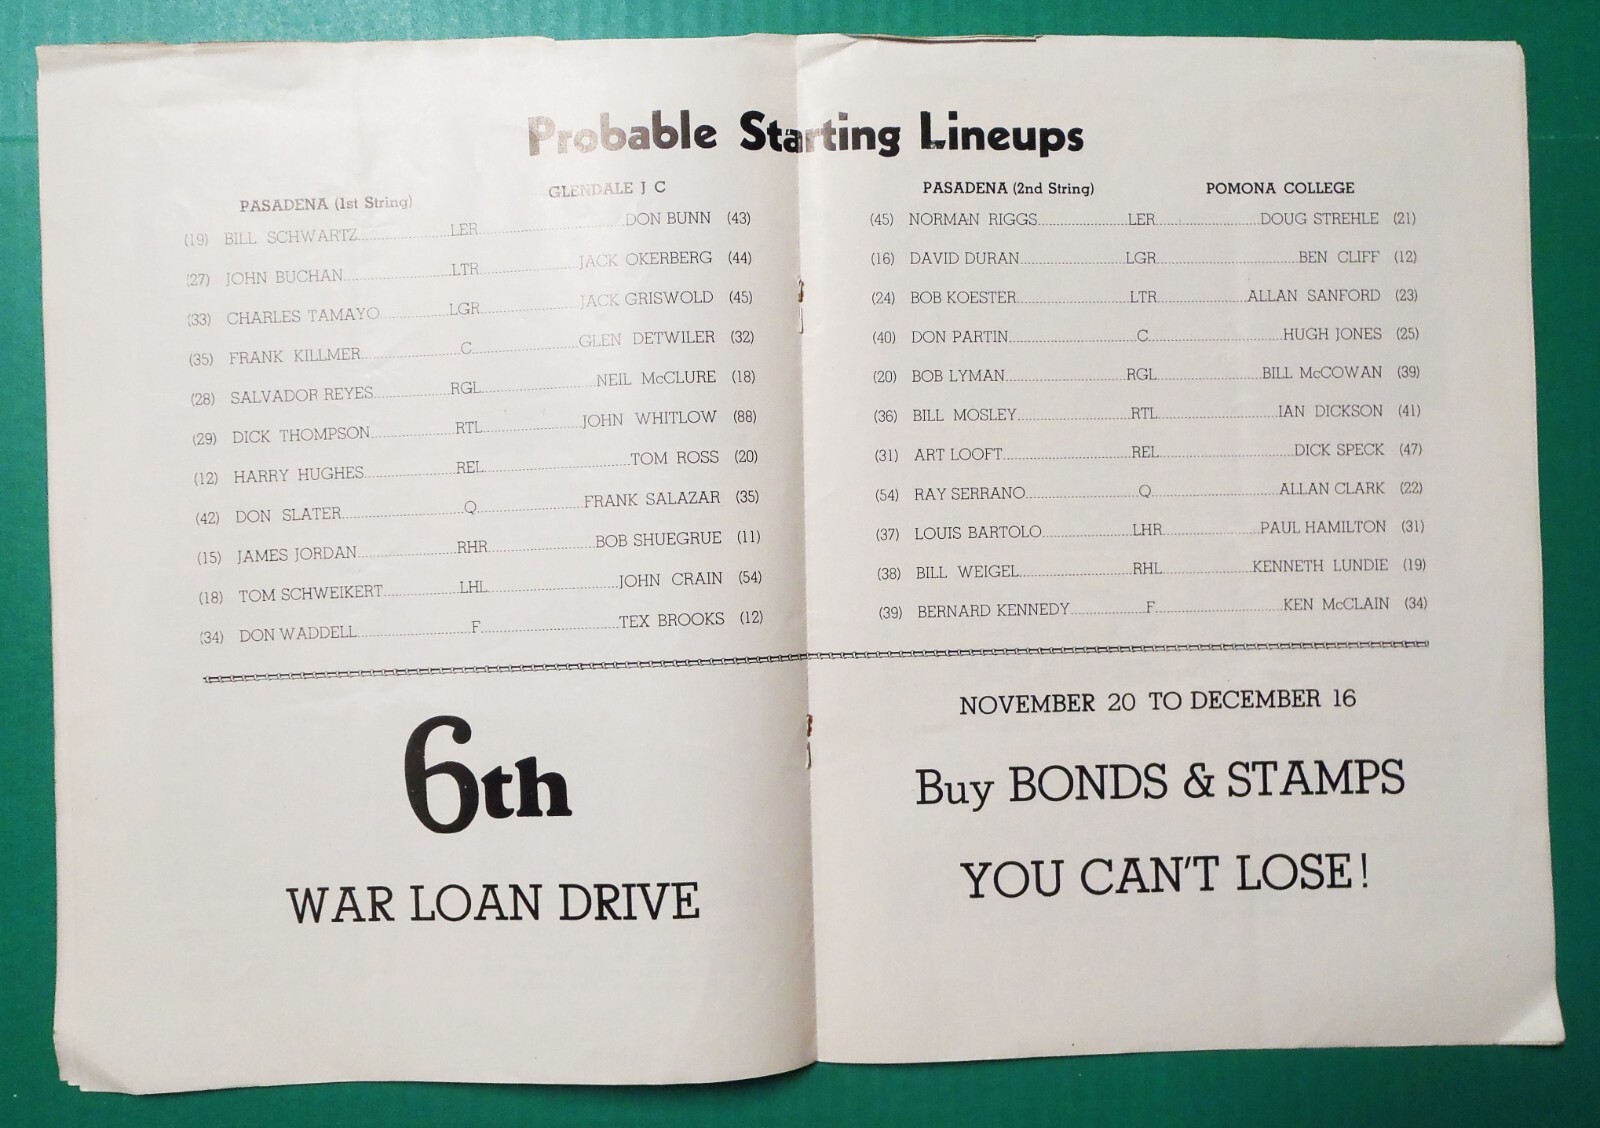 Probable Starting Lineups
PASADENA (1st String) GLENDALE J C
(19) BILL SCHWARTZ LER DON BUNN (43)
(27) JOHN BUCHAN LTR JACK OKERBERG (44)
(33) CHARLES TAMAYO LGR JACK GRISWOLD (45)
(35) FRANK KILLMER C GLEN DETWILER (32)
(28) SALVADOR REYES RGL NEIL McCLURE (18)
(29) DICK THOMPSON RTL JOHN WHITLOW (88)
(12) HARRY HUGHES REL TOM ROSS (20)
(42) DON SLATER Q FRANK SALAZAR (35)
(15) JAMES JORDAN RHR BOB SHUEGRUE (11)
(18) TOM SCHWEIKERT LHL JOHN CRAIN (54)
(34) DON WADDELL F TEX BROOKS (12)
6th
WAR LOAN DRIVE
PASADENA (2nd String) POMONA COLLEGE
(45) NORMAN RIGGS LER DOUG STREHLE (21)
(16) DAVID DURAN LGR BEN CLIFF (12)
(24) BOB KOESTER LTR ALLAN SANFORD (23)
(40) DON PARTIN C HUGH JONES (25)
(20) BOB LYMAN RGL BILL McCOWAN (39)
(36) BILL MOSLEY RTL IAN DICKSON (41)
(31) ART LOOFT REL DICK SPECK (47)
(54) RAY SERRANO Q ALLAN CLARK (22)
(37) LOUIS BARTOLO LHR PAUL HAMILTON (31)
(38) BILL WEIGEL RHL KENNETH LUNDIE (19)
(39) BERNARD KENNEDY F KEN McCLAIN (34)
NOVEMBER 20 TO DECEMBER 16
Buy BONDS & STAMPS
YOU CAN'T LOSE!